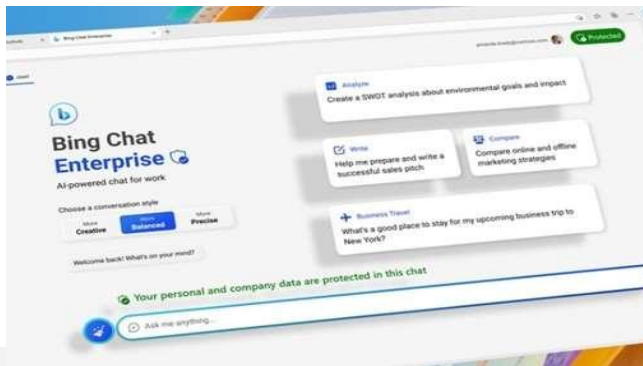 Bing Chat Enterprise
Protected
Bing Chat
Enterprise
AI-powered chat for work
Choose a conversation style
More
Creative
More
Balanced
More
Precise
Welcome back! What's on your mind?
Analyze
Create a SWOT analysis about environmental goals and impact
Write
Help me prepare and write a
successful sales pitch
Compare
Compare online and offline
marketing strategies
Business Travel
What's a good place to stay for my upcoming business trip to
New York?
Your personal and company data are protected in this chat
Ask me anything...